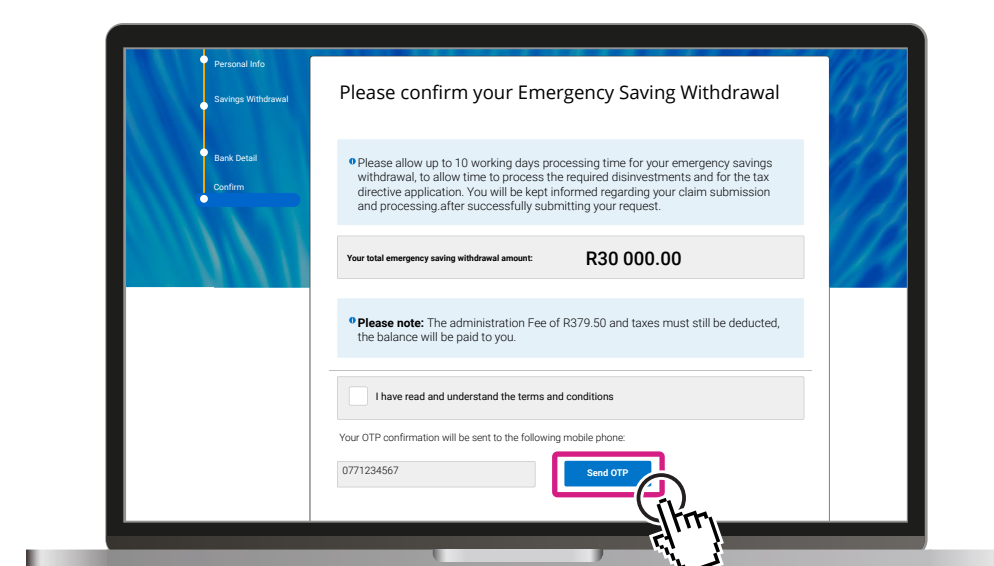 Personal Info
Savings Withdrawal
Bank Detail
Confirm
Please confirm your Emergency Saving Withdrawal
Please allow up to 10 working days processing time for your emergency savings
withdrawal, to allow time to process the required disinvestments and for the tax
directive application. You will be kept informed regarding your claim submission
and processing.after successfully submitting your request.
Your total emergency saving withdrawal amount: R30 000.00
Please note: The administration Fee of R379.50 and taxes must still be deducted,
the balance will be paid to you.
I have read and understand the terms and conditions
Your OTP confirmation will be sent to the following mobile phone:
0771234567 Send OTP